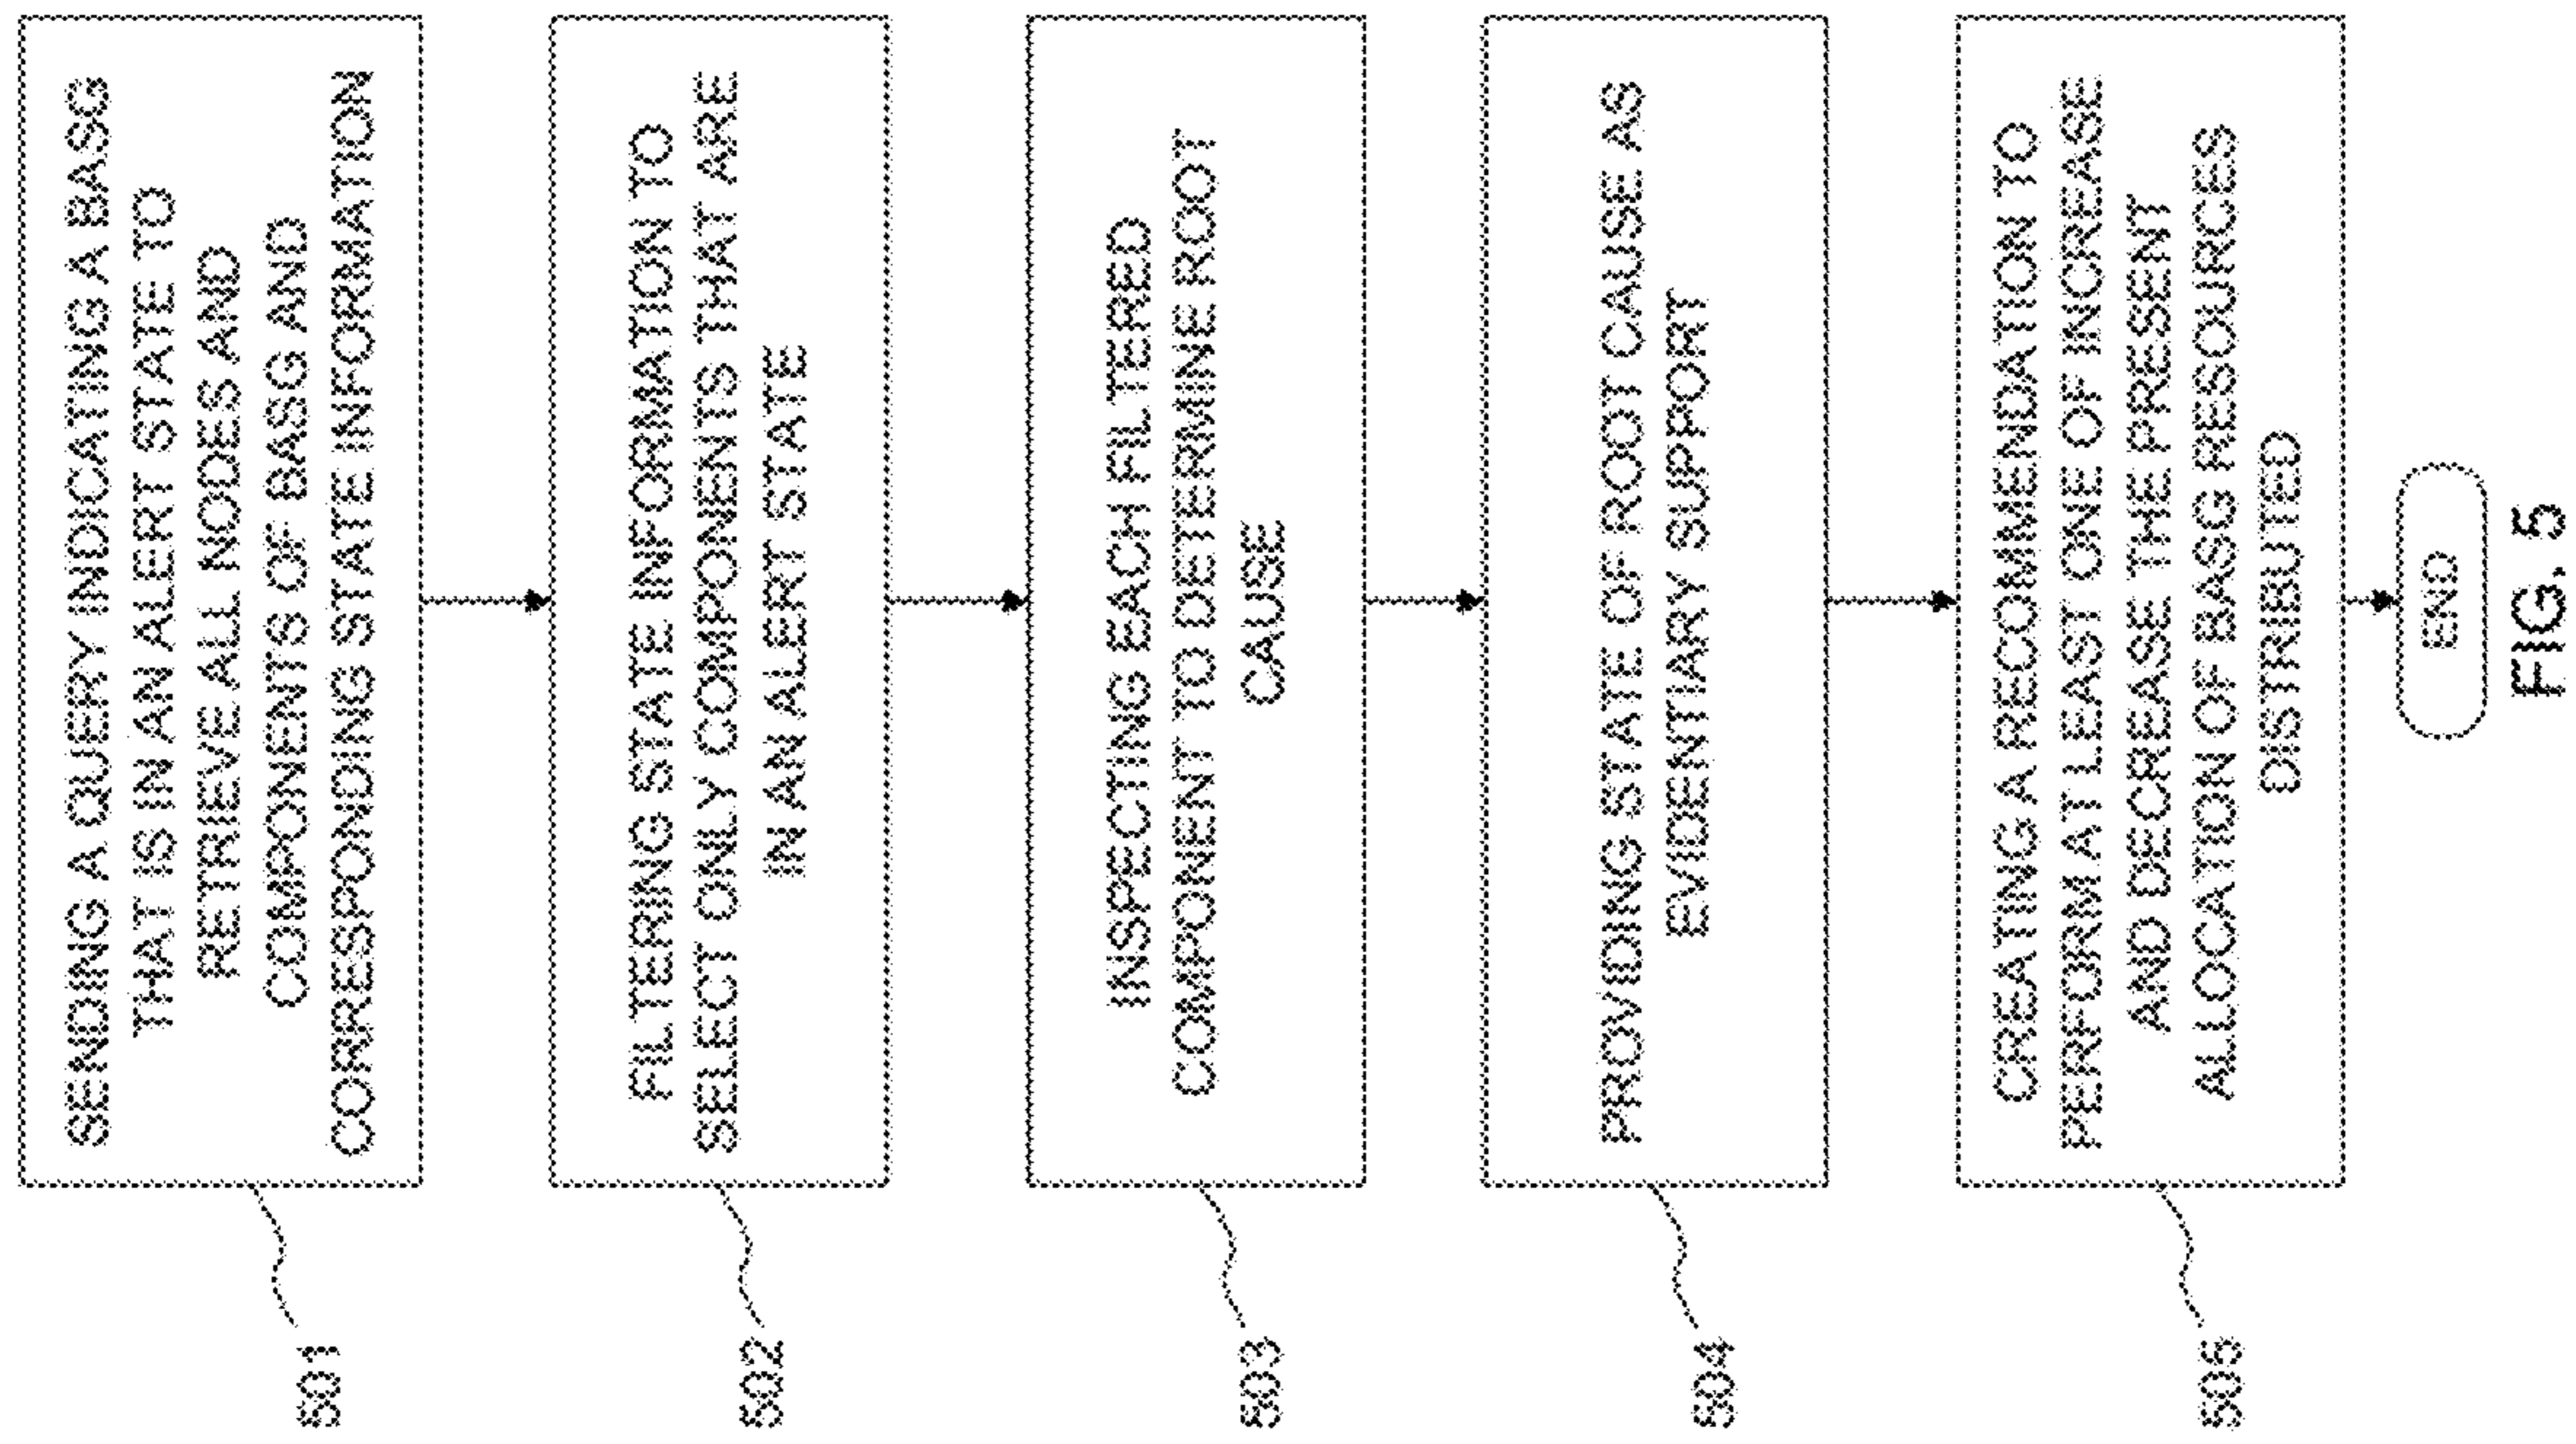 SENDING A QUERY INDICATING A BASG
THAT IS IN AN ALERT STATE TO
RETRIEVE ALL NODES AND
COMPONENTS OF BASG AND
CORRESPONDING STATE INFORMATION
501
FILTERING STATE INFORMATION TO
SELECT ONLY COMPONENTS THAT ARE
IN AN ALERT STATE
502
INSPECTING EACH FILTERED
COMPONENT TO DETERMINE ROOT
CAUSE
503
PROVIDING STATE OF ROOT CAUSE AS
EVIDENTIARY SUPPORT
504
CREATING A RECOMMENDATION TO
PERFORM AT LEAST ONE OF INCREASE
AND DECREASE THE PRESENT
ALLOCATION OF BASG RESOURCES
DISTRIBUTED
505
END
FIG. 5